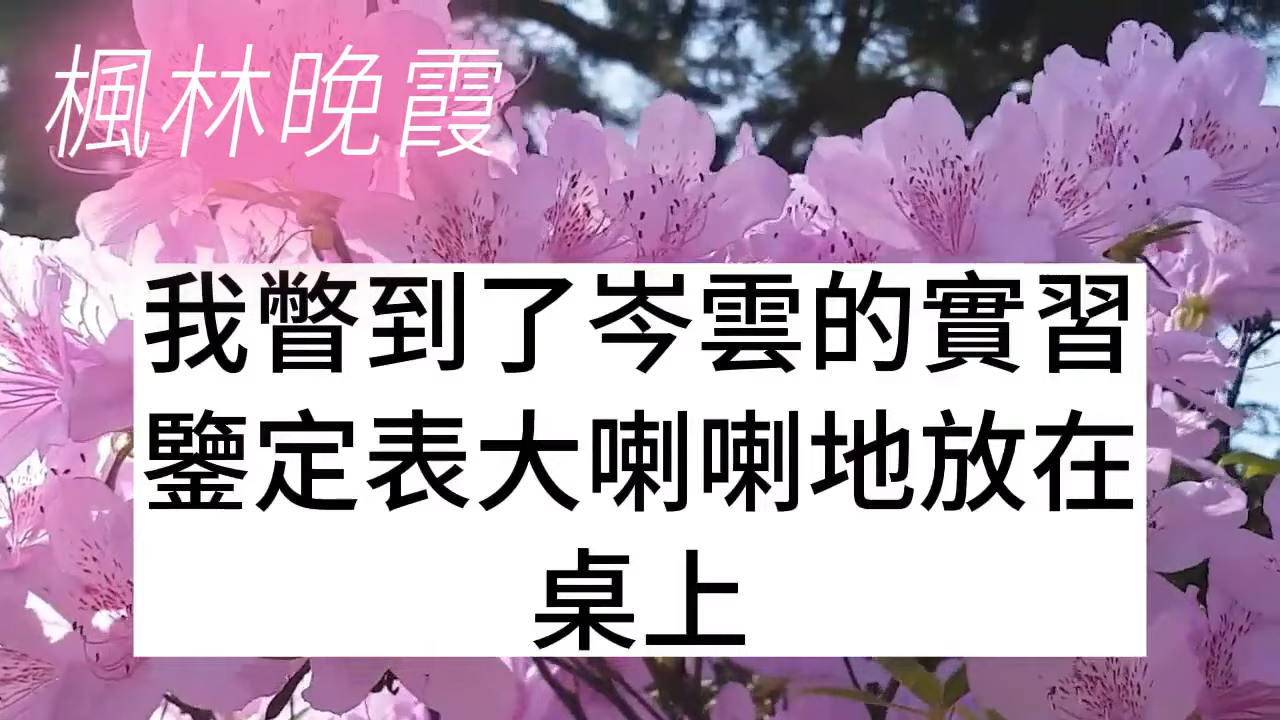 楓林晚霞
我瞥到了岑雲的實習
鑒定表大喇喇地放在
桌上